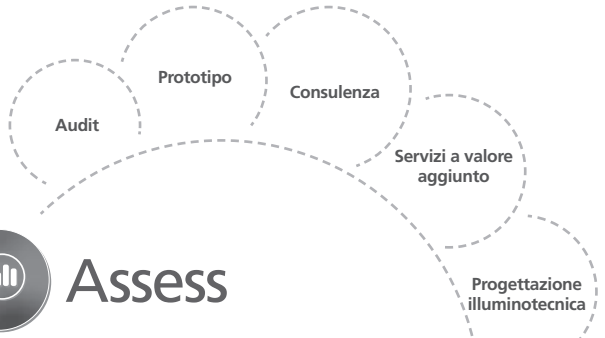 Audit
Prototipo
Consulenza
Servizi a valore
aggiunto
Progettazione
illuminotecnica
Assess